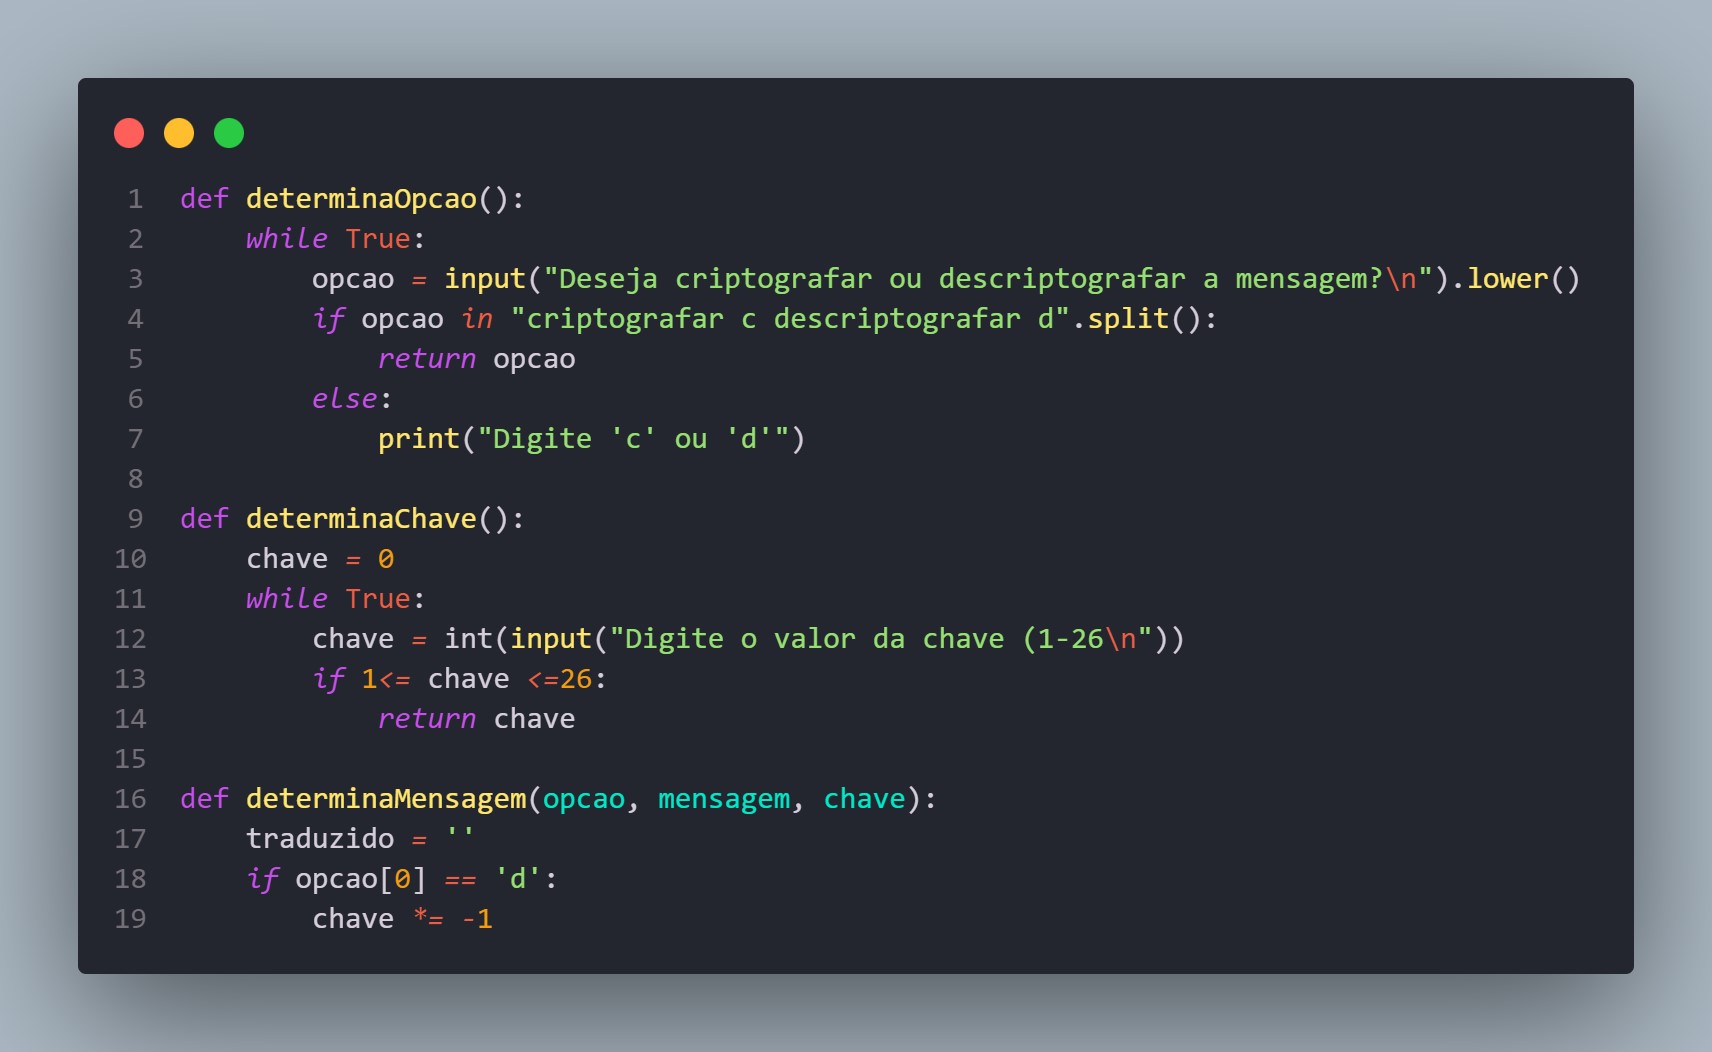 1 def determinaOpcao():
2     while True:
3         opcao = input("Deseja criptografar ou descriptografar a mensagem?\n").lower()
4         if opcao in "criptografar c descriptografar d".split():
5             return opcao
6         else:
7             print("Digite 'c' ou 'd'")
8
9 def determinaChave():
10     chave = 0
11     while True:
12         chave = int(input("Digite o valor da chave (1-26\n"))
13         if 1<= chave <=26:
14             return chave
15
16 def determinaMensagem(opcao, mensagem, chave):
17     traduzido = ''
18     if opcao[0] == 'd':
19         chave *= -1